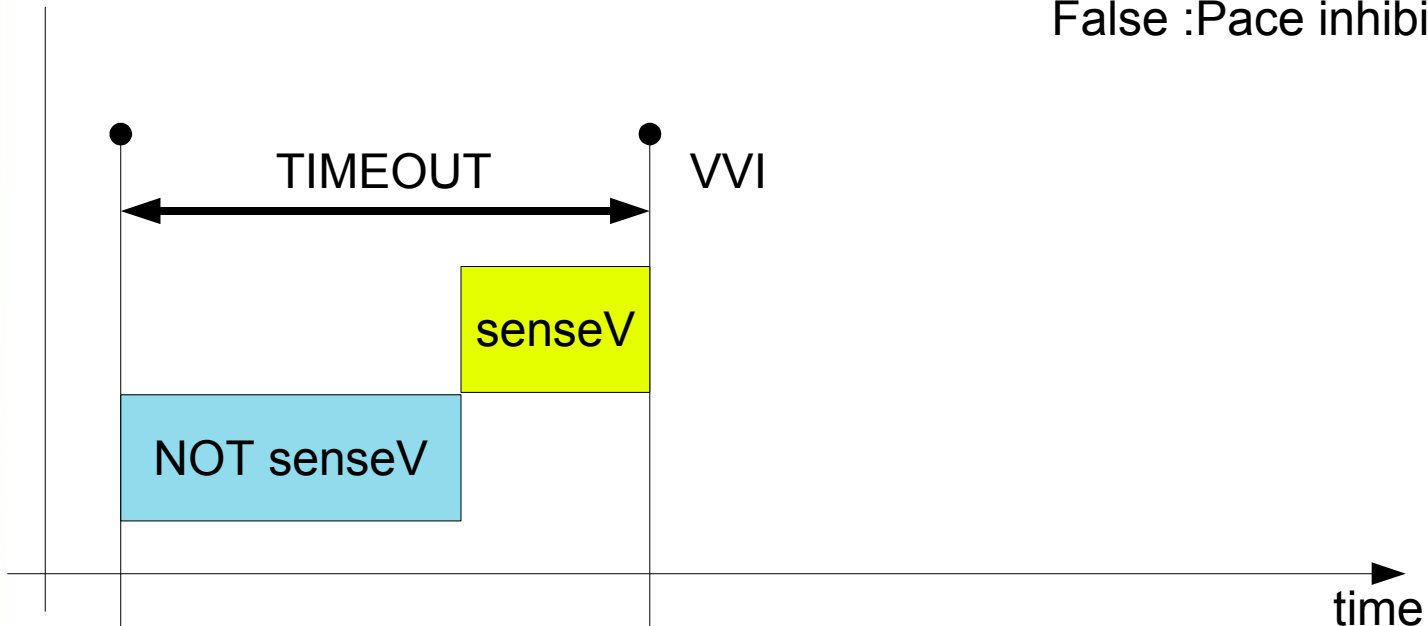 False :Pace inhibi
TIMEOUT
VVI
senseV
NOT senseV
time